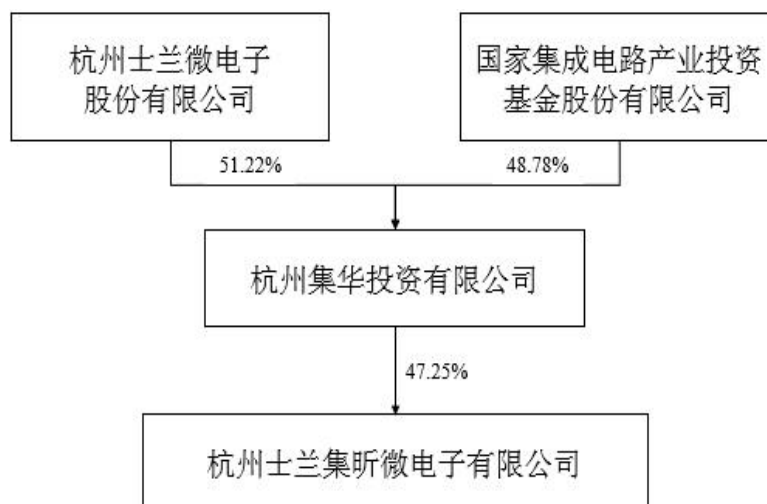 杭州士兰微电子
股份有限公司
国家集成电路产业投资
基金股份有限公司
51.22%
48.78%
杭州集华投资有限公司
47.25%
杭州士兰集昕微电子有限公司